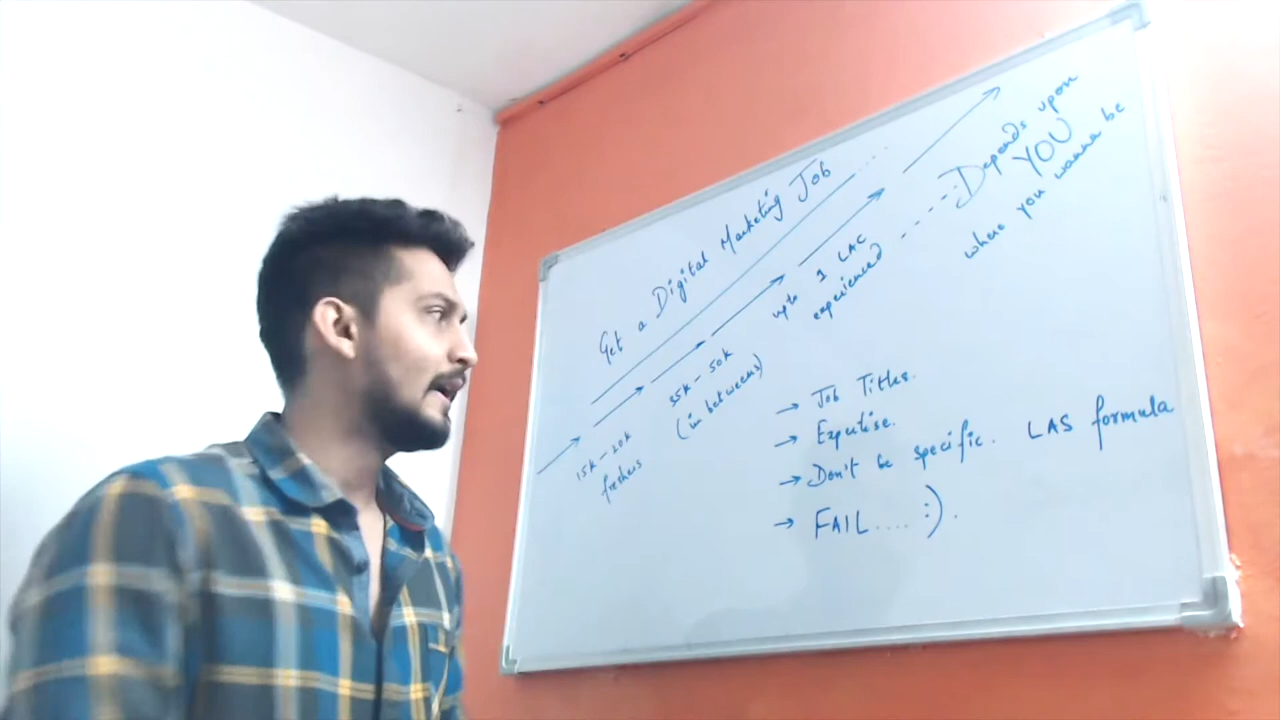 Get a Digital Marketing Job ....
15K - 20K
freshers
35K - 50K
(in betweens)
upto 1 LAC
experienced
-----Depends upon
YOU
where you wanna be
→ Job Titles.
→ Expertise.
→ Don't be specific. LAS formula
→ FAIL.... :).